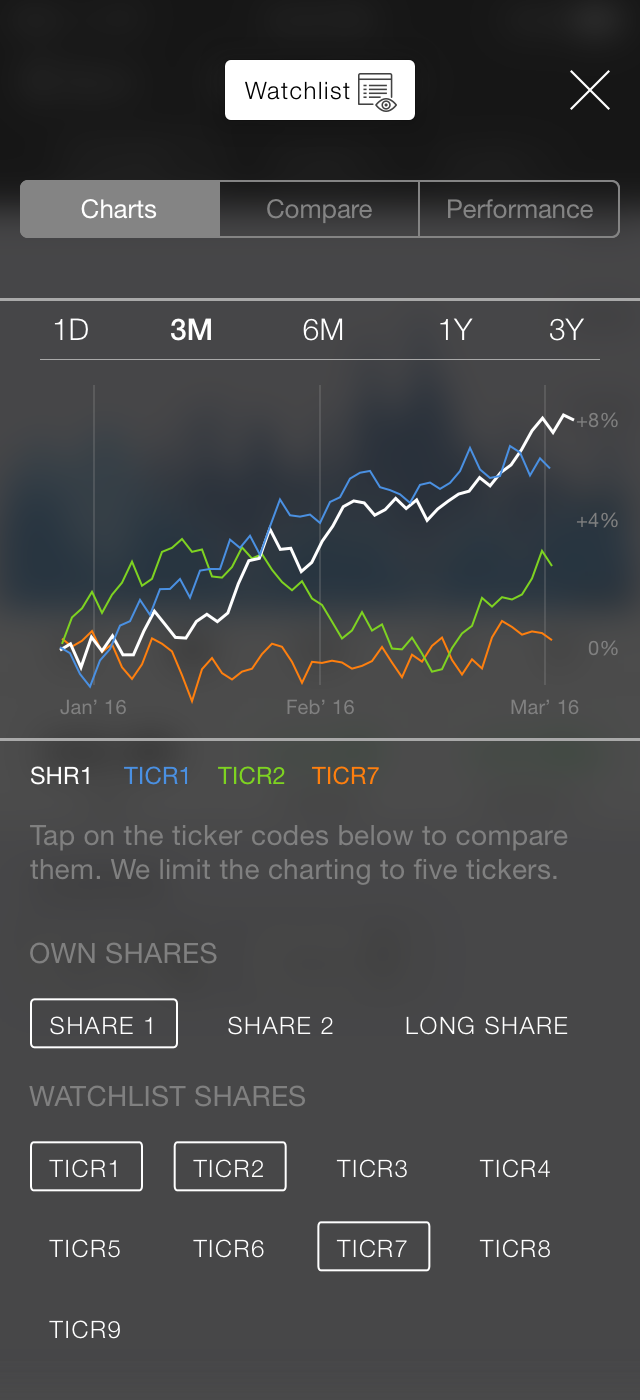 Watchlist
Charts Compare Performance
1D 3M 6M 1Y 3Y
+8%
+4%
0%
Jan' 16 Feb' 16 Mar' 16
SHR1 TICR1 TICR2 TICR7
Tap on the ticker codes below to compare
them. We limit the charting to five tickers.
OWN SHARES
SHARE 1 SHARE 2 LONG SHARE
WATCHLIST SHARES
TICR1 TICR2 TICR3 TICR4
TICR5 TICR6 TICR7 TICR8
TICR9